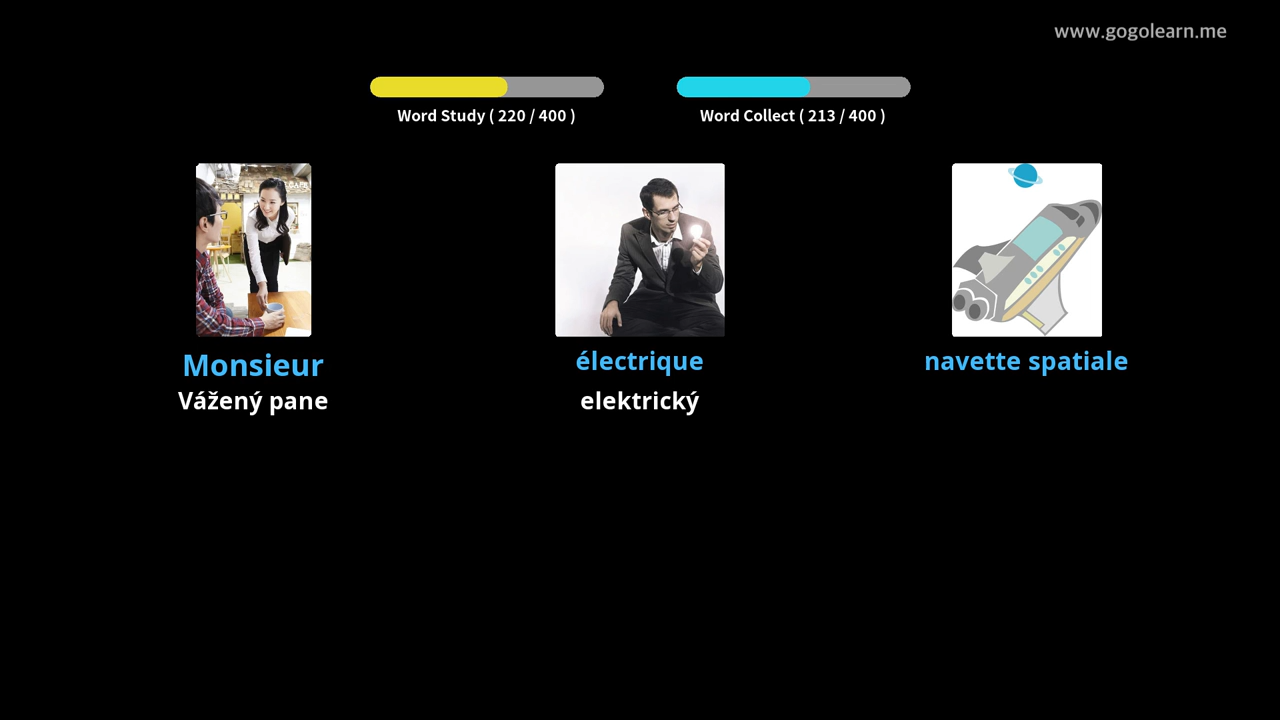 www.gogolearn.me
Word Study ( 220 / 400 )
Word Collect ( 213 / 400 )
Monsieur
électrique
navette spatiale
Vážený pane
elektrický